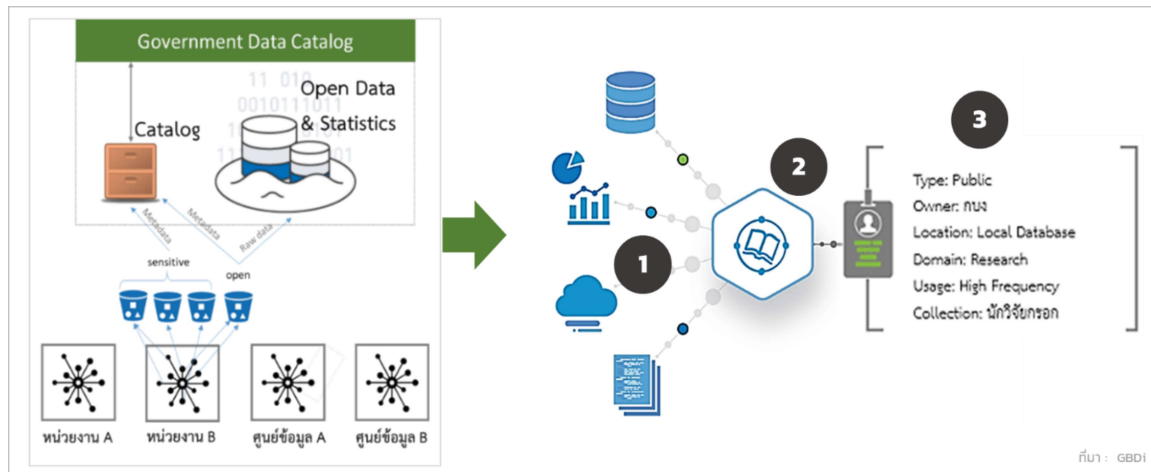 Government Data Catalog
Open Data
& Statistics
Catalog
Metadata
Metadata
Raw data
sensitive
open
หน่วยงาน A
หน่วยงาน B
ศูนย์ข้อมูล A
ศูนย์ข้อมูล B
1
2
3
Type: Public
Owner: กบง
Location: Local Database
Domain: Research
Usage: High Frequency
Collection: นักวิจัยกรอก
ที่มา : GBDi